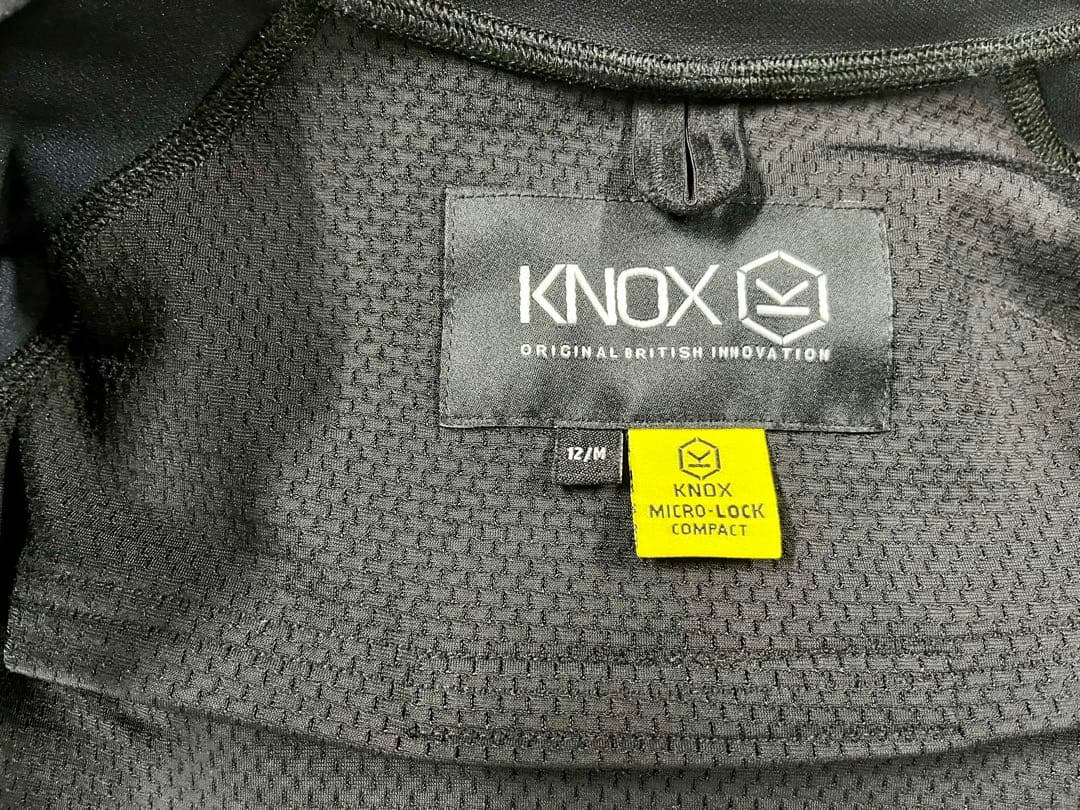 KNOX
ORIGINAL BRITISH INNOVATION
12/M
KNOX
MICRO-LOCK
COMPACT